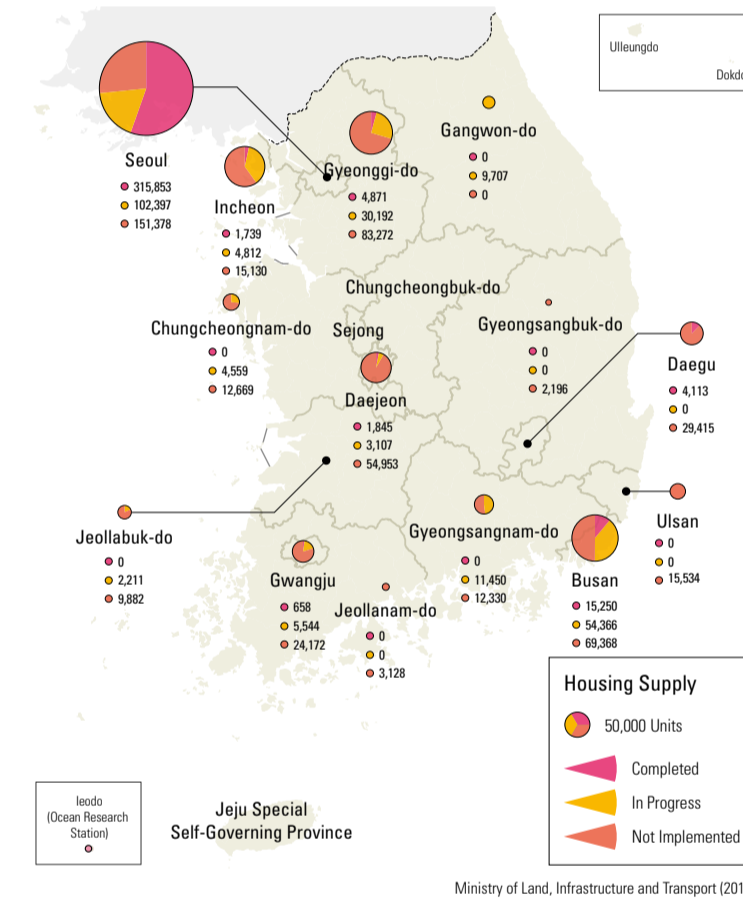 Ulleungdo
Dokdo
Seoul
315,853
102,397
151,378
Incheon
1,739
4,812
15,130
Gyeonggi-do
4,871
30,192
83,272
Gangwon-do
0
9,707
0
Chungcheongbuk-do
Chungcheongnam-do
0
4,559
12,669
Sejong
Daejeon
1,845
3,107
54,953
Gyeongsangbuk-do
0
0
2,196
Daegu
4,113
0
29,415
Jeollabuk-do
0
2,211
9,882
Gwangju
658
5,544
24,172
Jeollanam-do
0
0
3,128
Gyeongsangnam-do
0
11,450
12,330
Busan
15,250
54,366
69,368
Ulsan
0
0
15,534
Housing Supply
50,000 Units
Completed
In Progress
Not Implemented
Ieodo
(Ocean Research
Station)
Jeju Special
Self-Governing Province
Ministry of Land, Infrastructure and Transport (201